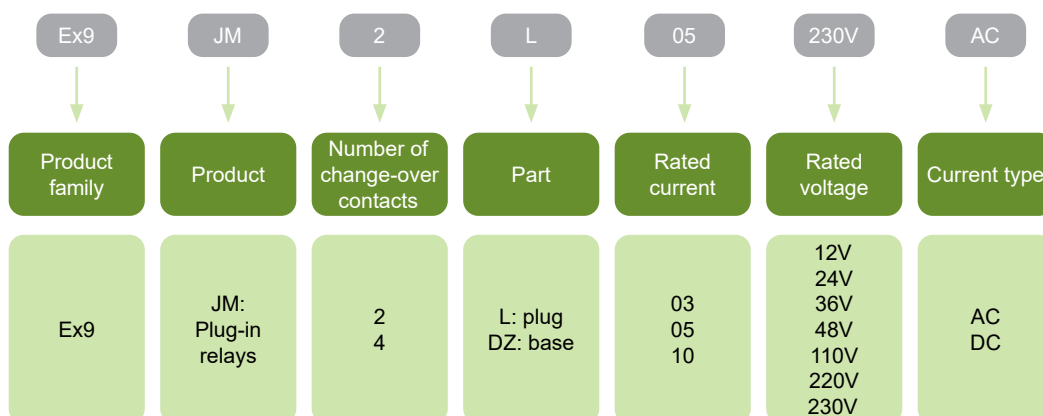 Ex9 JM 2 L 05 230V AC
Product family
Product
Number of change-over contacts
Part
Rated current
Rated voltage
Current type
Ex9
JM:
Plug-in
relays
2
4
L: plug
DZ: base
03
05
10
12V
24V
36V
48V
110V
220V
230V
AC
DC